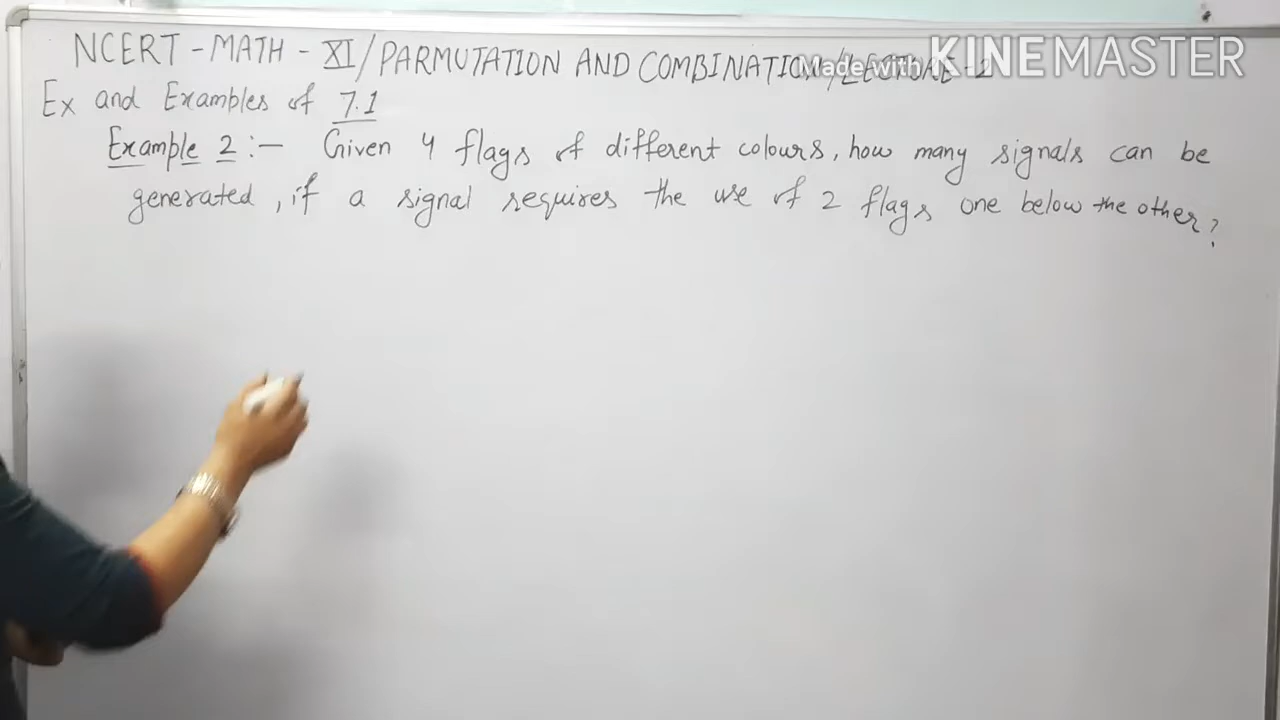 NCERT - MATH - XI / PARMUTATION AND COMBINATION / LECTURE - 2
Made with KINEMASTER
Ex and Examples of 7.1
Example 2 :- Given 4 flags of different colours, how many signals can be
generated, if a signal requires the use of 2 flags one below the other?